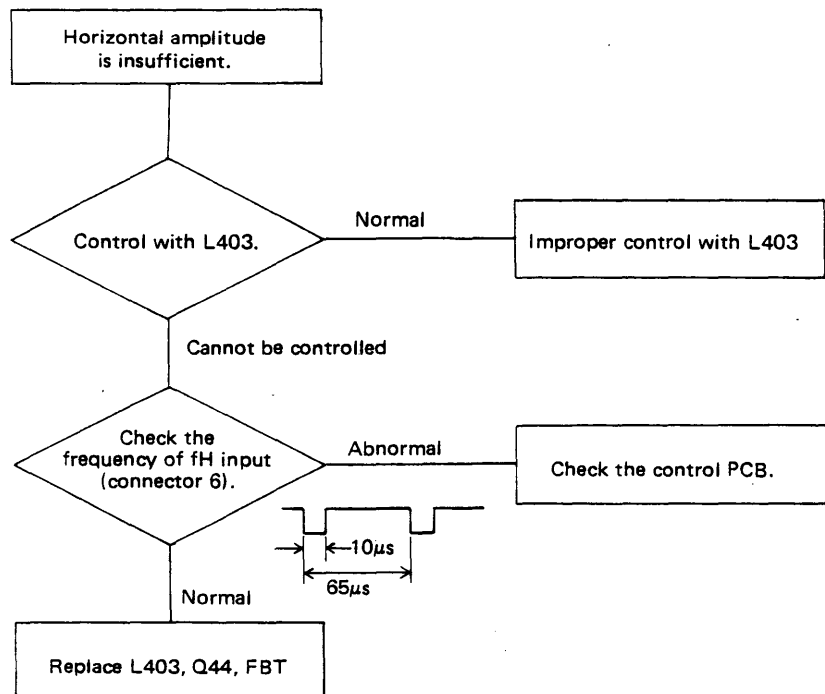 Horizontal amplitude
is insufficient.
Control with L403.
Normal
Improper control with L403
Cannot be controlled
Check the
frequency of fH input
(connector 6).
Abnormal
Check the control PCB.
10μs
65μs
Normal
Replace L403, Q44, FBT